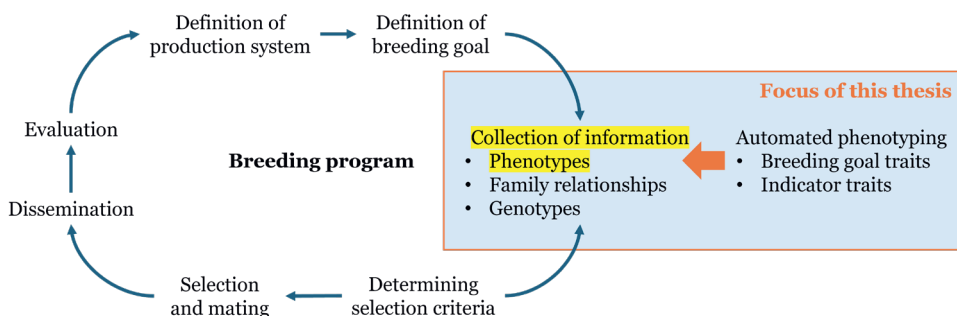 Definition of
production system
Definition of
breeding goal
Focus of this thesis
Evaluation
Collection of information
• Phenotypes
• Family relationships
• Genotypes
Automated phenotyping
• Breeding goal traits
• Indicator traits
Breeding program
Dissemination
Selection
and mating
Determining
selection criteria